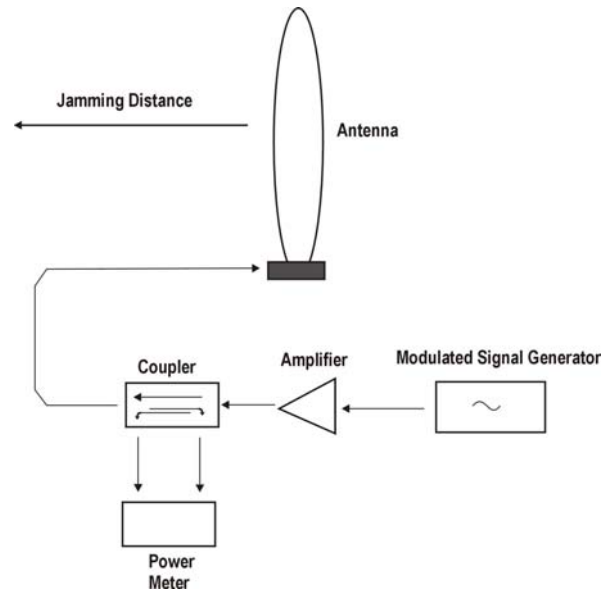 Jamming Distance
Antenna
Coupler
Amplifier
Modulated Signal Generator
Power
Meter